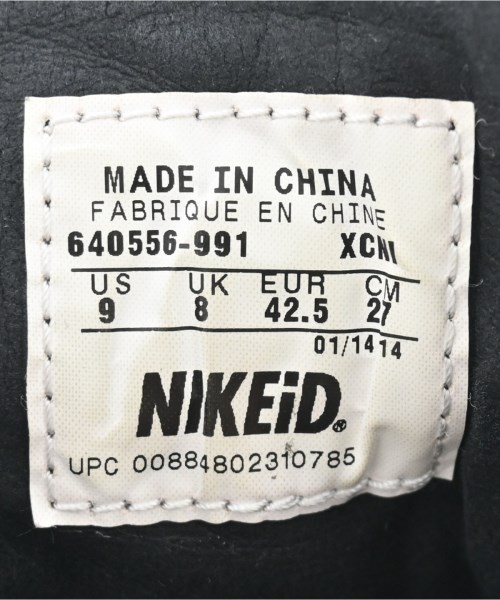 MADE IN CHINA
FABRIQUE EN CHINE
640556-991 XCNI
US UK EUR CM
9 8 42.5 27
01/14 14
NIKEiD®
UPC 00884802310785